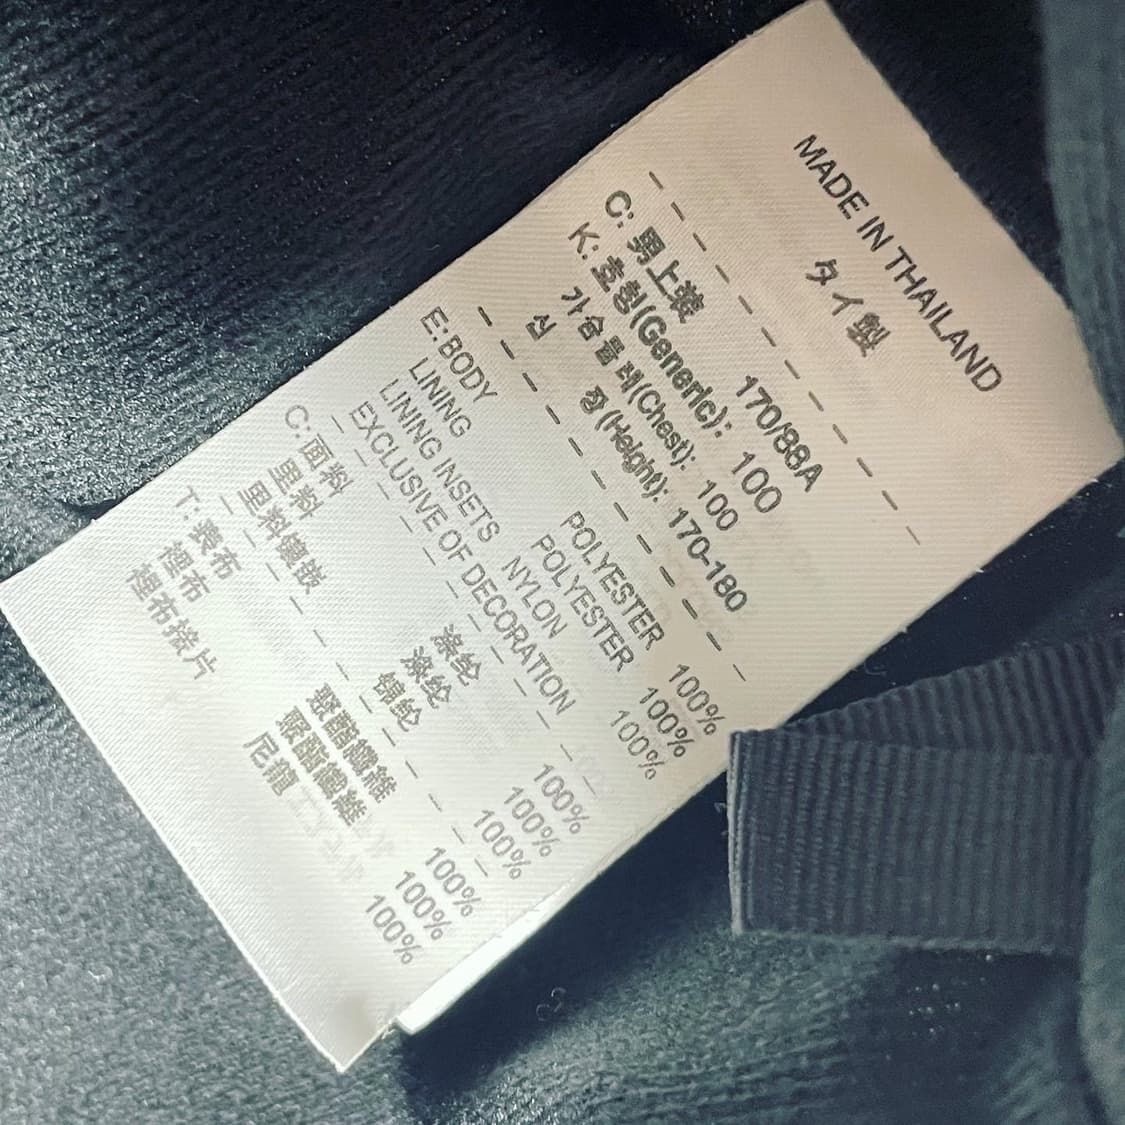 MADE IN THAILAND
タイ製
C: 男上装 170/88A
K: 호칭(Generic): 100
가슴둘레(Chest): 100
신 장(Height): 170-180
E:BODY POLYESTER 100%
LINING POLYESTER 100%
LINING INSETS NYLON 100%
EXCLUSIVE OF DECORATION
C:面料 涤纶 100%
里料 涤纶 100%
里料镶嵌 锦纶 100%
T:表布 聚酯纖維 100%
裡布 聚酯纖維 100%
裡布接片 尼龍 100%